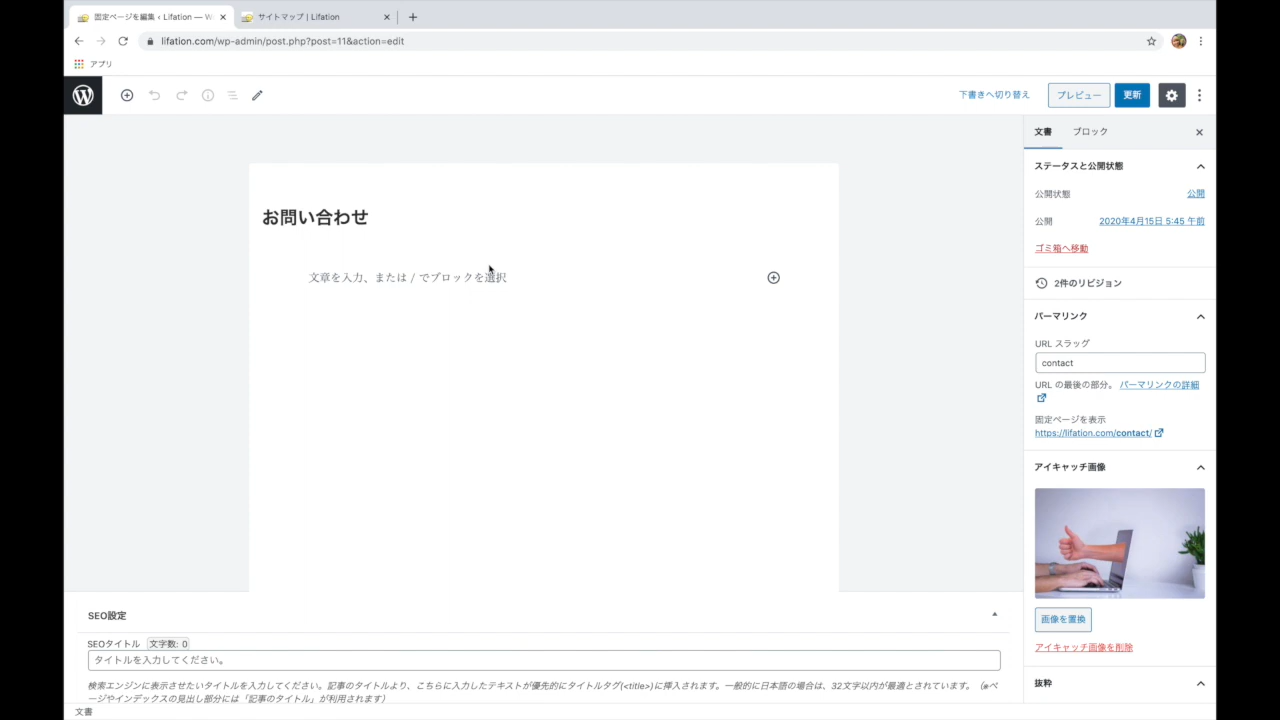 固定ページを編集 ‹ Lifation — W
サイトマップ | Lifation
lifation.com/wp-admin/post.php?post=11&action=edit
アプリ
下書きへ切り替え
プレビュー
更新
文書
ブロック
ステータスと公開状態
公開状態
公開
公開
2020年4月15日 5:45 午前
ゴミ箱へ移動
2件のリビジョン
パーマリンク
URL スラッグ
contact
URL の最後の部分。 パーマリンクの詳細
固定ページを表示
https://lifation.com/contact/
アイキャッチ画像
画像を置換
アイキャッチ画像を削除
抜粋
お問い合わせ
文章を入力、または / でブロックを選択
SEO設定
SEOタイトル 文字数: 0
タイトルを入力してください。
検索エンジンに表示させたいタイトルを入力してください。記事のタイトルより、こちらに入力したテキストが優先的にタイトルタグ(<title>)に挿入されます。一般的に日本語の場合は、32文字以内が最適とされています。（※ペ
ージやインデックスの見出し部分には「記事のタイトル」が利用されます）
文書